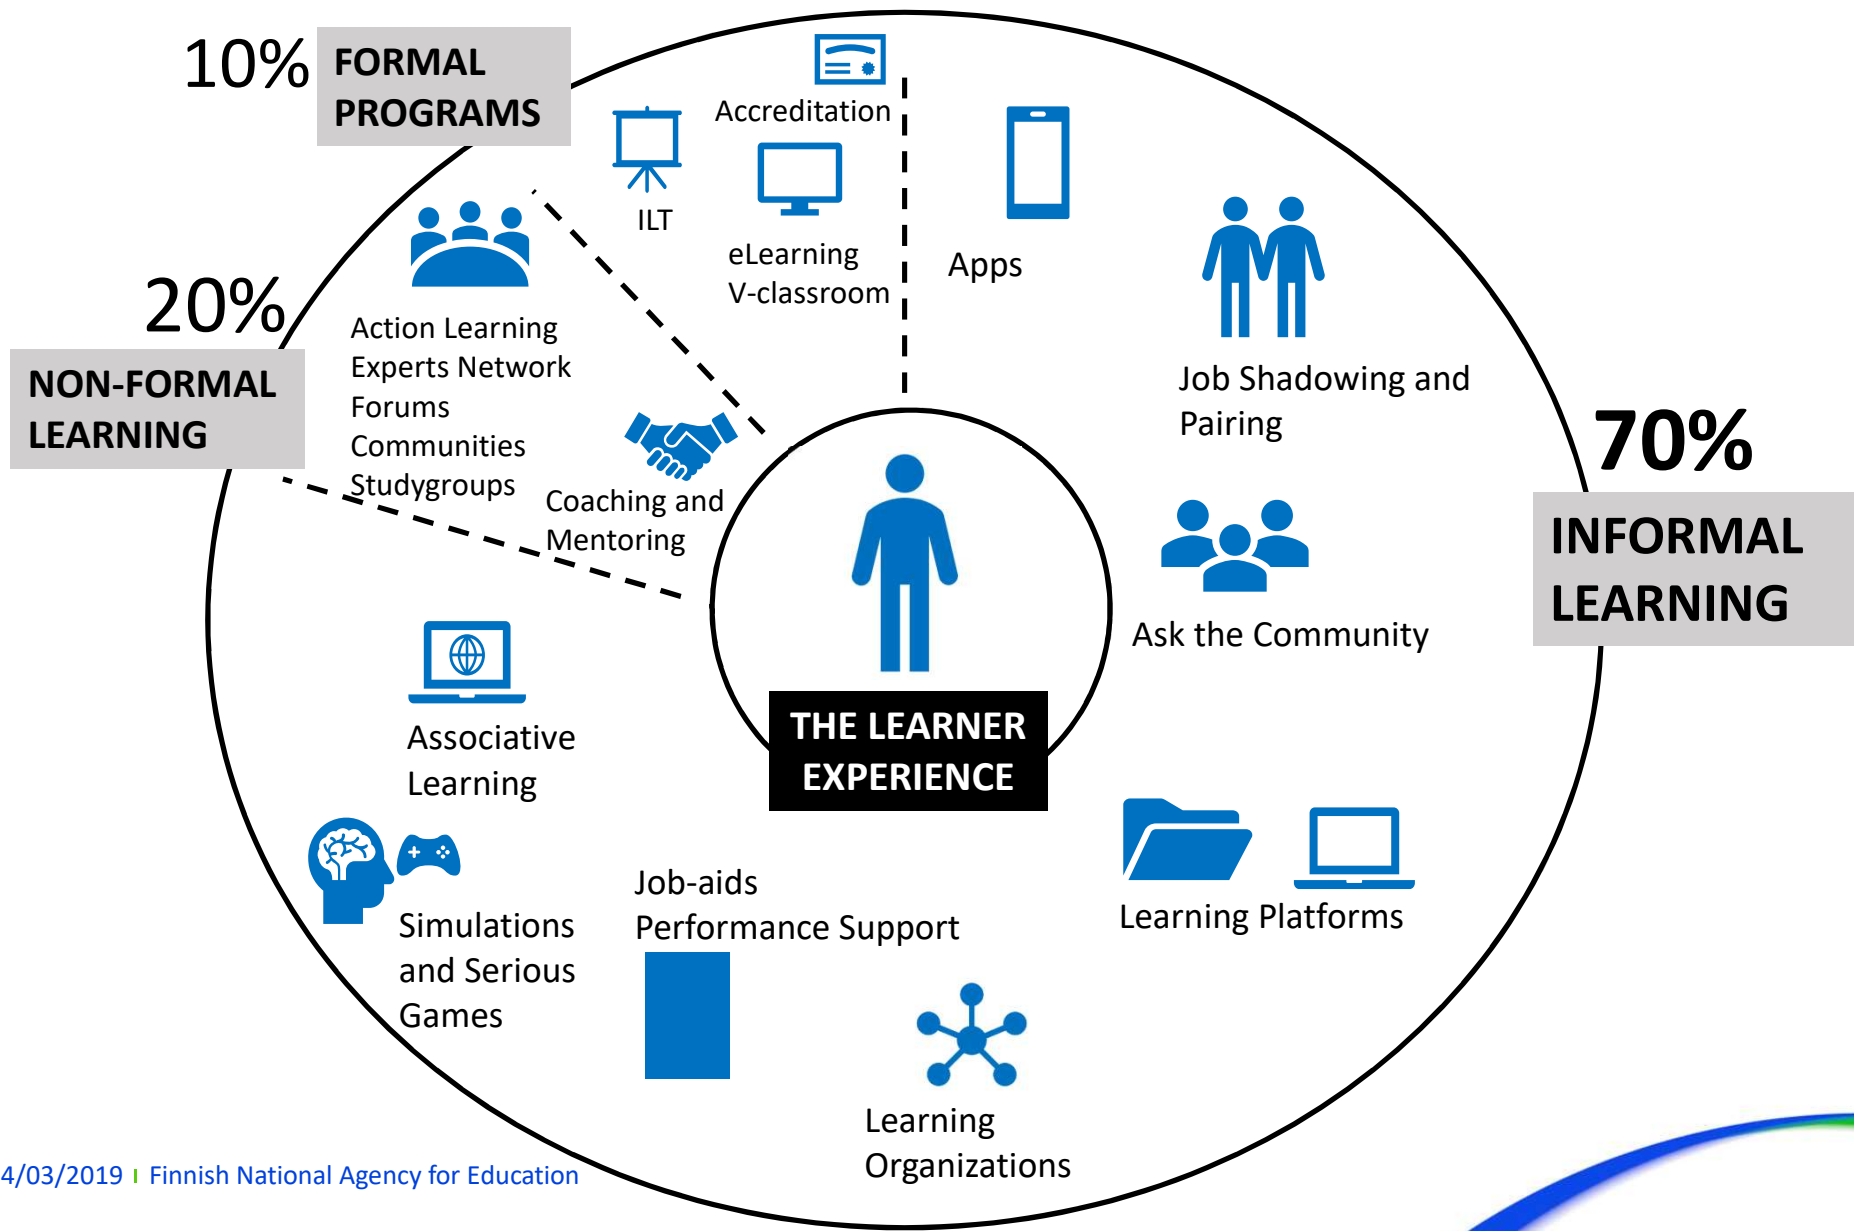 10%
FORMAL
PROGRAMS
Accreditation
ILT
eLearning
V-classroom
Apps
20%
NON-FORMAL
LEARNING
Action Learning
Experts Network
Forums
Communities
Studygroups
Coaching and
Mentoring
Job Shadowing and
Pairing
70%
INFORMAL
LEARNING
Ask the Community
THE LEARNER
EXPERIENCE
Associative
Learning
Simulations
and Serious
Games
Job-aids
Performance Support
Learning Platforms
Learning
Organizations
4/03/2019 I Finnish National Agency for Education